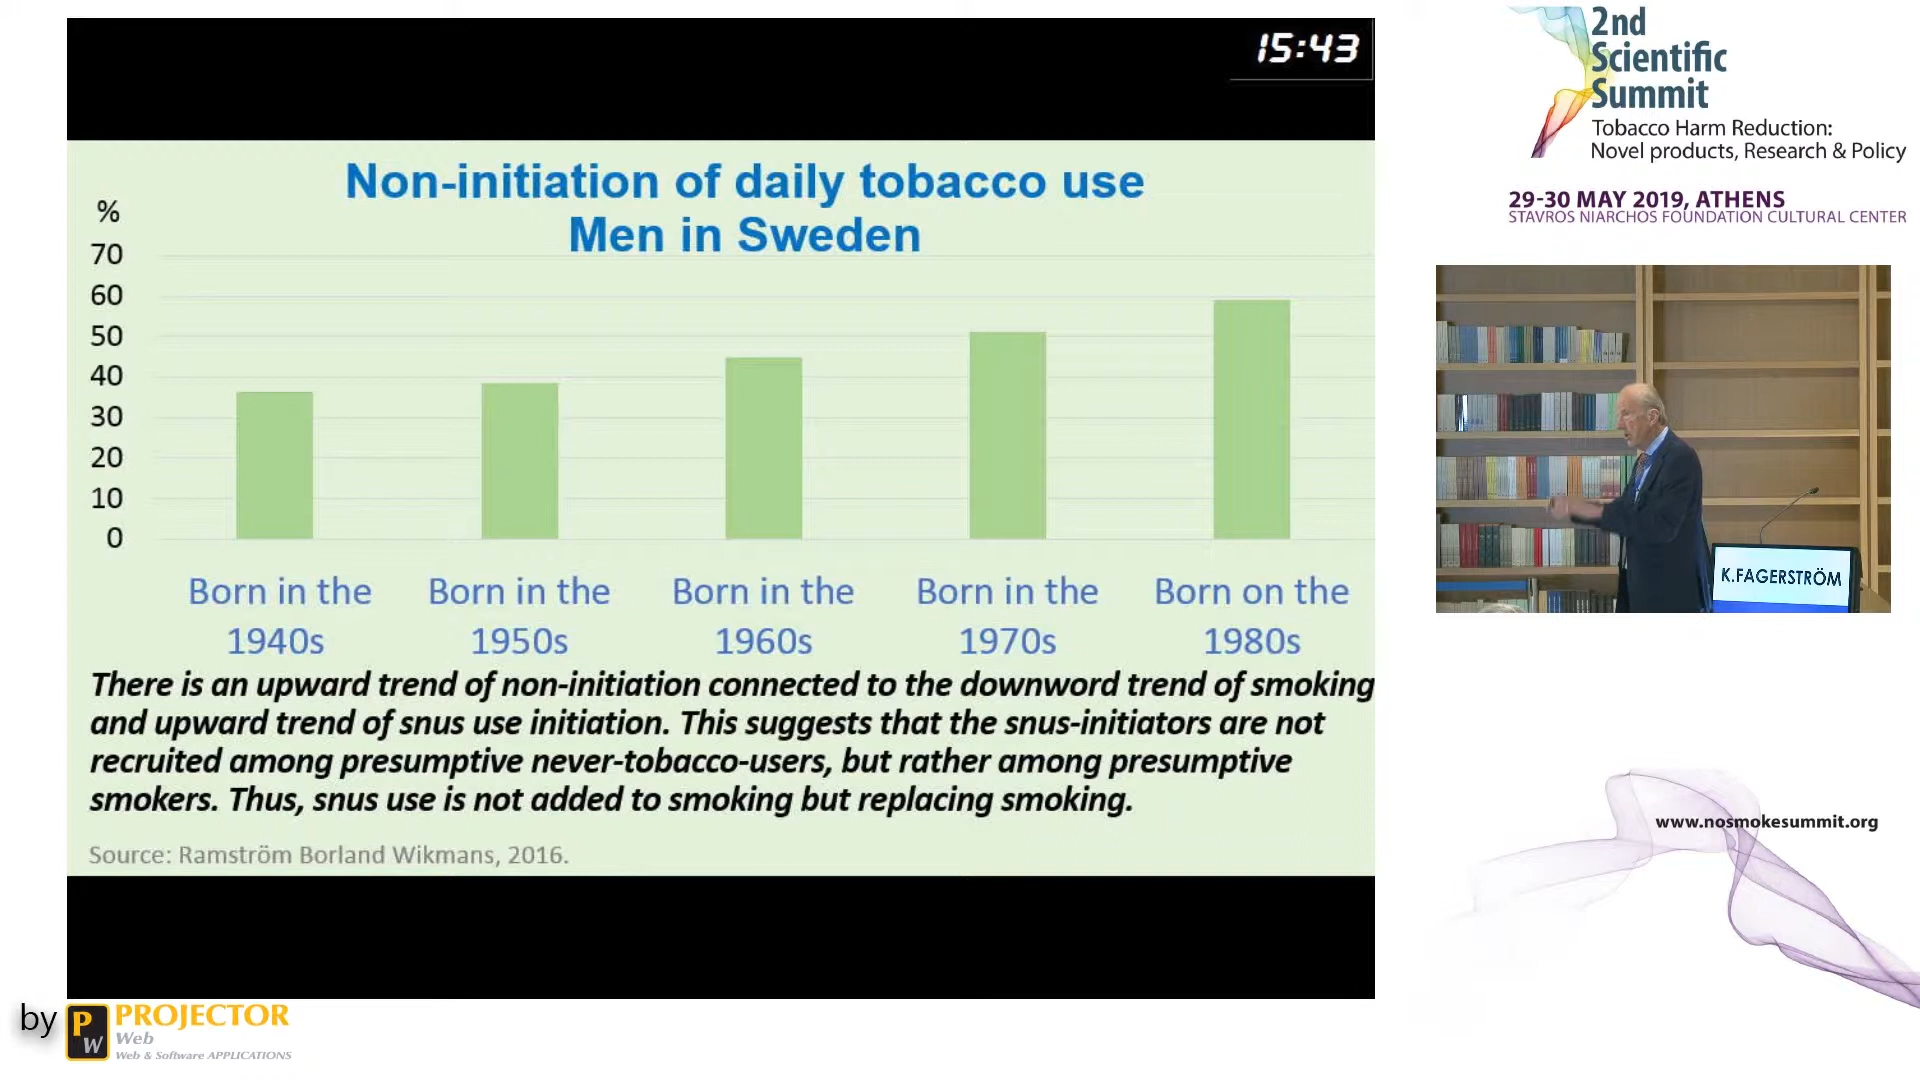 15:43
Non-initiation of daily tobacco use
Men in Sweden
%
70
60
50
40
30
20
10
0
Born in the 1940s
Born in the 1950s
Born in the 1960s
Born in the 1970s
Born on the 1980s
There is an upward trend of non-initiation connected to the downword trend of smoking
and upward trend of snus use initiation. This suggests that the snus-initiators are not
recruited among presumptive never-tobacco-users, but rather among presumptive
smokers. Thus, snus use is not added to smoking but replacing smoking.
Source: Ramström Borland Wikmans, 2016.
2nd
Scientific
Summit
Tobacco Harm Reduction:
Novel products, Research & Policy
29-30 MAY 2019, ATHENS
STAVROS NIARCHOS FOUNDATION CULTURAL CENTER
K.FAGERSTRÖM
www.nosmokesummit.org
by PW PROJECTOR
Web
Web & Software APPLICATIONS